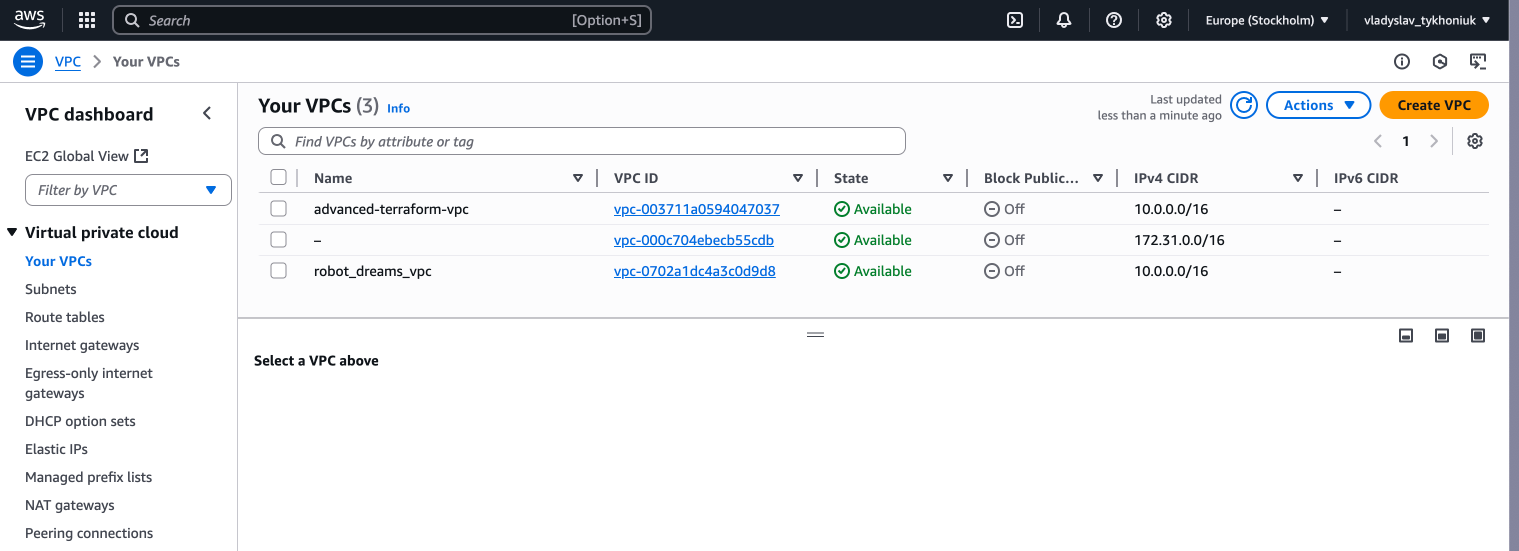 aws
Search [Option+S] Europe (Stockholm) vladyslav_tykhoniuk
VPC Your VPCs
VPC dashboard
EC2 Global View
Filter by VPC
Virtual private cloud
Your VPCs
Subnets
Route tables
Internet gateways
Egress-only internet
gateways
DHCP option sets
Elastic IPs
Managed prefix lists
NAT gateways
Peering connections
Your VPCs (3) Info
Last updated
less than a minute ago
Actions
Create VPC
Find VPCs by attribute or tag
1
Name VPC ID State Block Public... IPv4 CIDR IPv6 CIDR
advanced-terraform-vpc vpc-003711a0594047037 Available Off 10.0.0.0/16 –
– vpc-000c704ebecb55cdb Available Off 172.31.0.0/16 –
robot_dreams_vpc vpc-0702a1dc4a3c0d9d8 Available Off 10.0.0.0/16 –
Select a VPC above